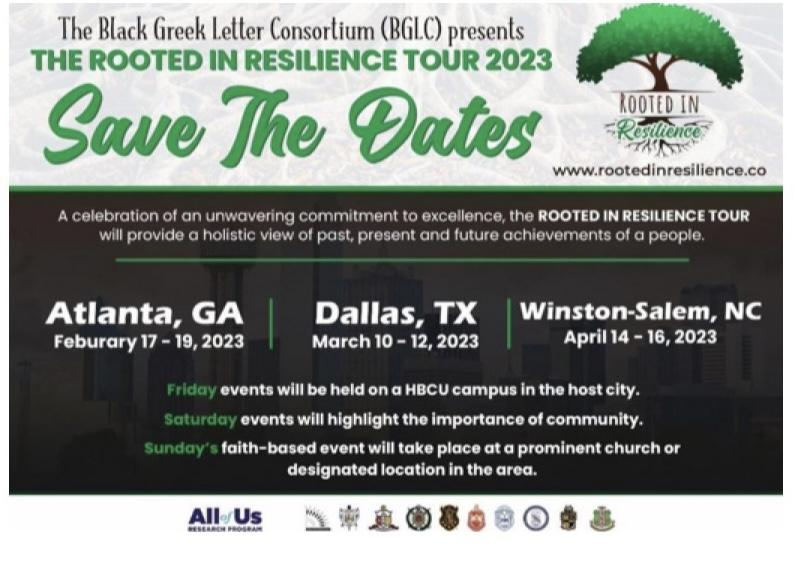 The Black Greek Letter Consortium (BGLC) presents
THE ROOTED IN RESILIENCE TOUR 2023
Save The Dates
ROOTED IN
Resilience
www.rootedinresilience.co
A celebration of an unwavering commitment to excellence, the ROOTED IN RESILIENCE TOUR
will provide a holistic view of past, present and future achievements of a people.
Atlanta, GA
Feburary 17 - 19, 2023
Dallas, TX
March 10 - 12, 2023
Winston-Salem, NC
April 14 - 16, 2023
Friday events will be held on a HBCU campus in the host city.
Saturday events will highlight the importance of community.
Sunday's faith-based event will take place at a prominent church or
designated location in the area.
All of Us
RESEARCH PROGRAM